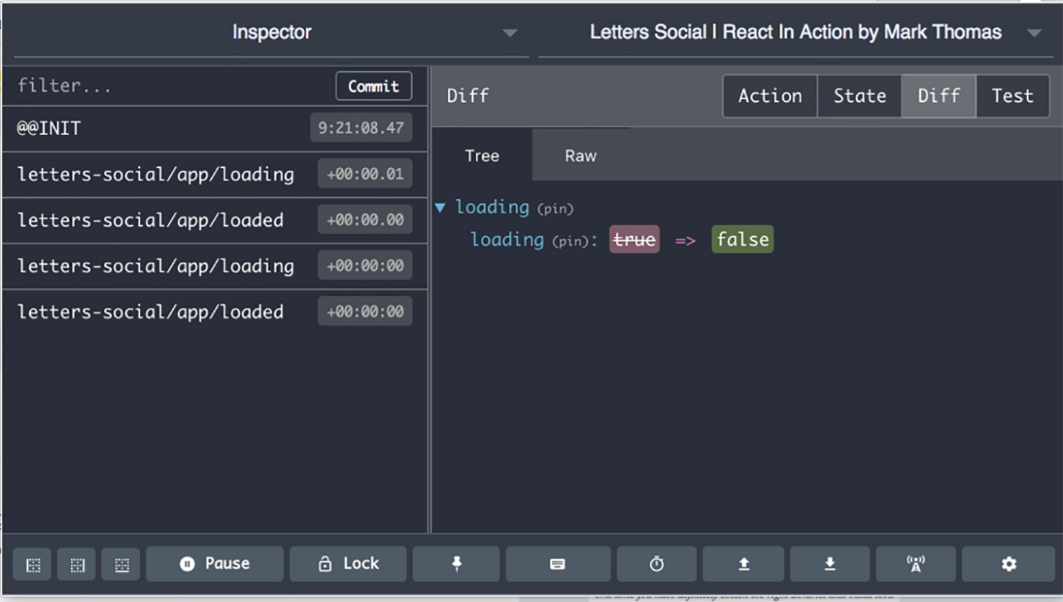 Inspector
Letters Social | React In Action by Mark Thomas
filter...
Commit
@@INIT
9:21:08.47
letters-social/app/loading
+00:00.01
letters-social/app/loaded
+00:00.00
letters-social/app/loading
+00:00:00
letters-social/app/loaded
+00:00:00
Diff
Action
State
Diff
Test
Tree
Raw
loading (pin)
loading (pin): true => false
Pause
Lock